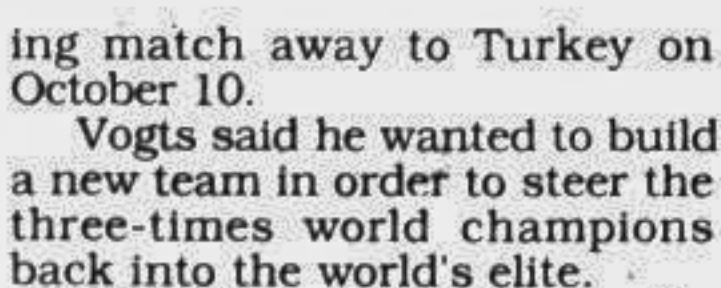 ing match away to Turkey on
October 10.
Vogts said he wanted to build
a new team in order to steer the
three-times world champions
back into the world's elite.